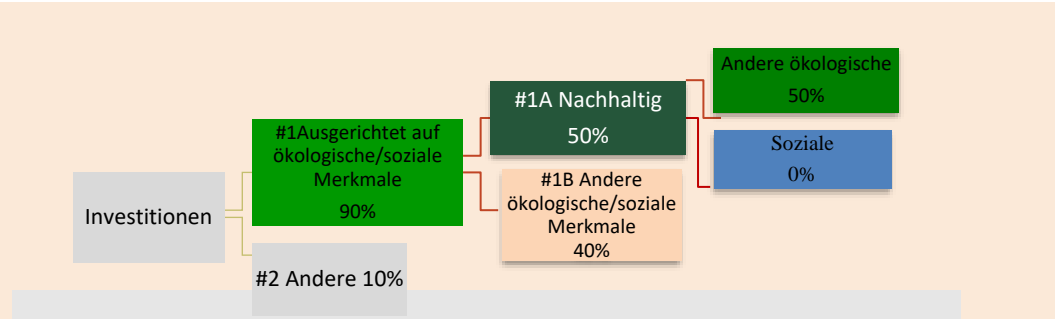 Investitionen
#1Ausgerichtet auf
ökologische/soziale
Merkmale
90%
#2 Andere 10%
#1A Nachhaltig
50%
#1B Andere
ökologische/soziale
Merkmale
40%
Andere ökologische
50%
Soziale
0%